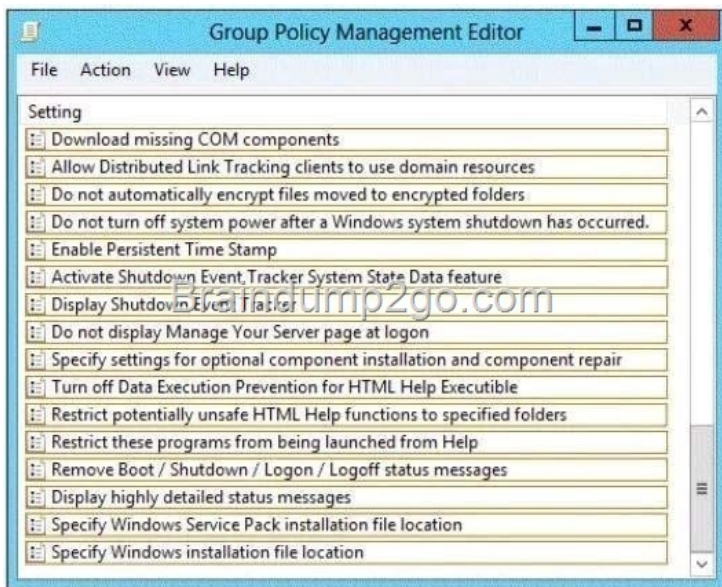 Group Policy Management Editor
File Action View Help
Setting
Download missing COM components
Allow Distributed Link Tracking clients to use domain resources
Do not automatically encrypt files moved to encrypted folders
Do not turn off system power after a Windows system shutdown has occurred.
Enable Persistent Time Stamp
Activate Shutdown Event Tracker System State Data feature
Display Shutdown Event Tracker
Braindump2go.com
Do not display Manage Your Server page at logon
Specify settings for optional component installation and component repair
Turn off Data Execution Prevention for HTML Help Executible
Restrict potentially unsafe HTML Help functions to specified folders
Restrict these programs from being launched from Help
Remove Boot / Shutdown / Logon / Logoff status messages
Display highly detailed status messages
Specify Windows Service Pack installation file location
Specify Windows installation file location